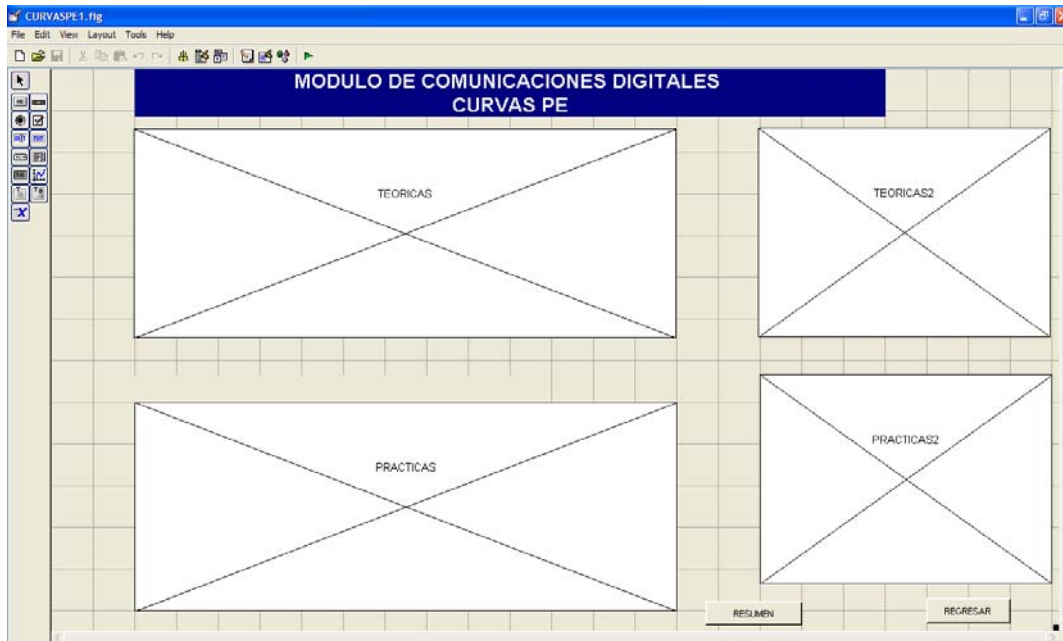 CURVASPE1.fig
File Edit View Layout Tools Help
MODULO DE COMUNICACIONES DIGITALES
CURVAS PE
TEORICAS
TEORICAS2
PRACTICAS
PRACTICAS2
RESUMEN
REGRESAR